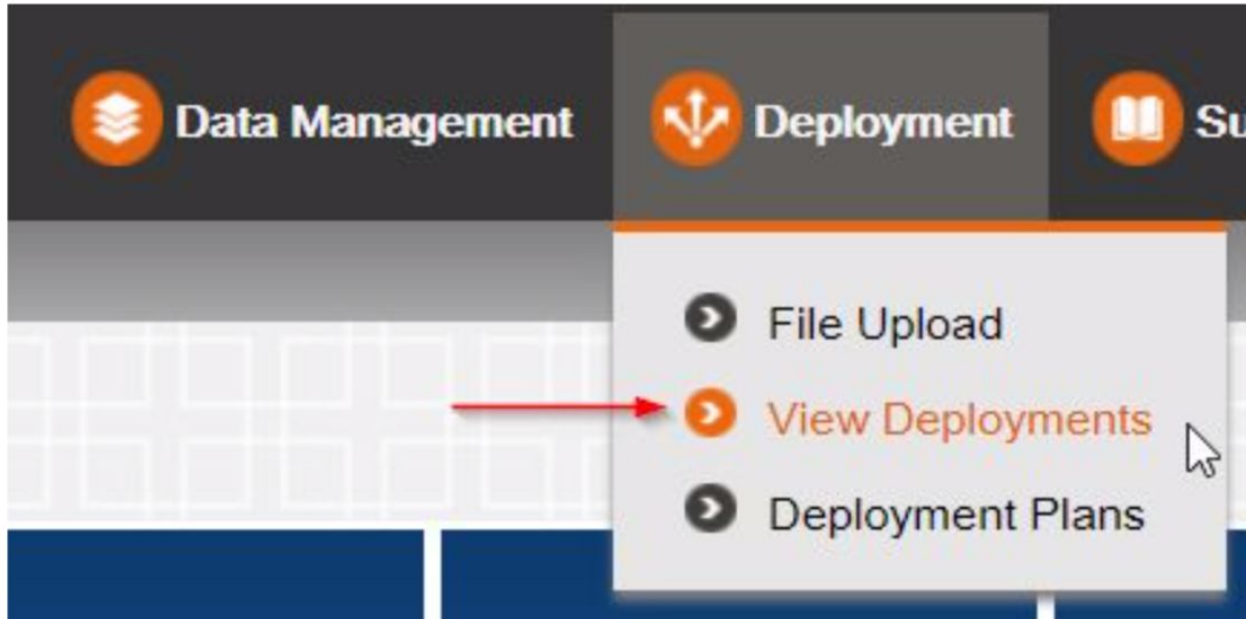 Data Management
Deployment
File Upload
View Deployments
Deployment Plans